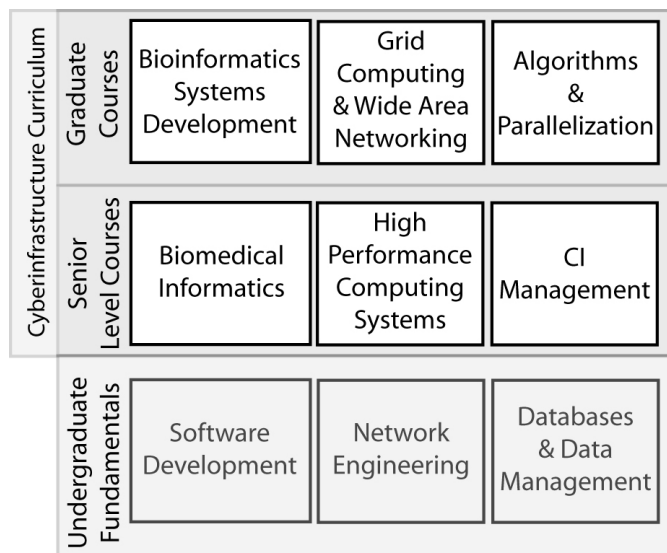 Cyberinfrastructure Curriculum
Graduate
Courses
Bioinformatics
Systems
Development
Grid
Computing
& Wide Area
Networking
Algorithms
&
Parallelization
Senior
Level Courses
Biomedical
Informatics
High
Performance
Computing
Systems
CI
Management
Undergraduate
Fundamentals
Software
Development
Network
Engineering
Databases
& Data
Management